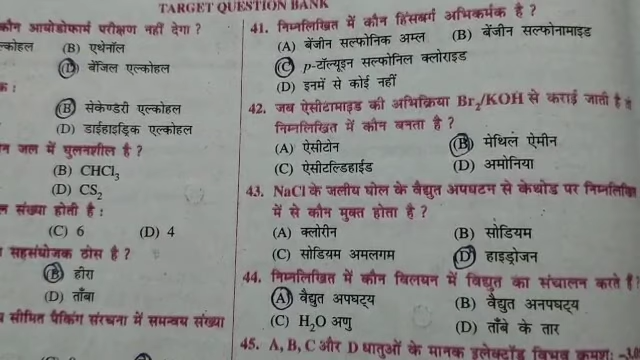 TARGET QUESTION BANK
कौन आयोडोफार्म परीक्षण नहीं देगा ?
(B) एथेनॉल
(D) बेंजिल एल्कोहल
(B) सेकेण्डरी एल्कोहल
(D) डाईहाइड्रिक एल्कोहल
जल में घुलनशील है ?
(B) CHCl3
(D) CS2
संख्या होती है :
(C) 6 (D) 4
सहसंयोजक ठोस है ?
(B) हीरा
(D) ताँबा
सीमित पैकिंग संरचना में समन्वय संख्या
41. निम्नलिखित में कौन हिंसबर्ग अभिकर्मक है ?
(A) बेंजीन सल्फोनिक अम्ल (B) बेंजीन सल्फोनामाइड
(C) p-टॉल्यूइन सल्फोनिल क्लोराइड
(D) इनमें से कोई नहीं
42. जब ऐसीटामाइड की अभिक्रिया Br2/KOH से कराई जाती है
निम्नलिखित में कौन बनता है ?
(A) ऐसीटोन (B) मेथिल ऐमीन
(C) ऐसीटल्डिहाईड (D) अमोनिया
43. NaCl के जलीय घोल के वैद्युत अपघटन से केथोड पर निम्नलिखित
में से कौन मुक्त होता है ?
(A) क्लोरीन (B) सोडियम
(C) सोडियम अमलगम (D) हाइड्रोजन
44. निम्नलिखित में कौन विलयन में विद्युत का संचालन करते हैं?
(A) वैद्युत अपघट्य (B) वैद्युत अनपघट्य
(C) H2O अणु (D) ताँबे के तार
45. A, B, C और D धातुओं के मानक इलेक्ट्रोड विभव क्रमशः